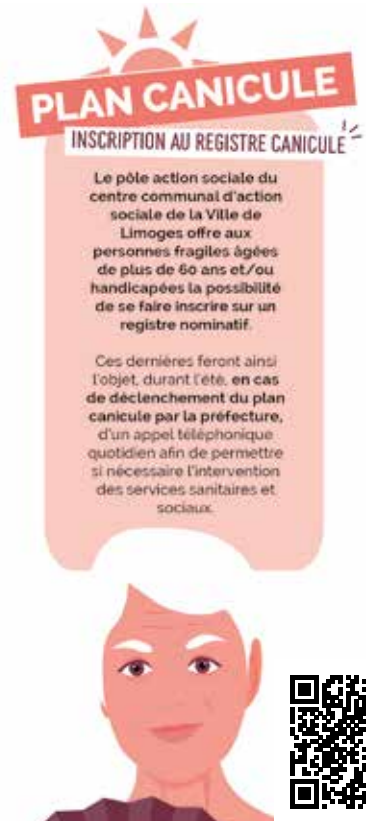 PLAN CANICULE
INSCRIPTION AU REGISTRE CANICULE
Le pôle action sociale du
centre communal d'action
sociale de la Ville de
Limoges offre aux
personnes fragiles âgées
de plus de 60 ans et/ou
handicapées la possibilité
de se faire inscrire sur un
registre nominatif.
Ces dernières feront ainsi
l'objet, durant l'été, en cas
de déclenchement du plan
canicule par la préfecture,
d'un appel téléphonique
quotidien afin de permettre
si nécessaire l'intervention
des services sanitaires et
sociaux.